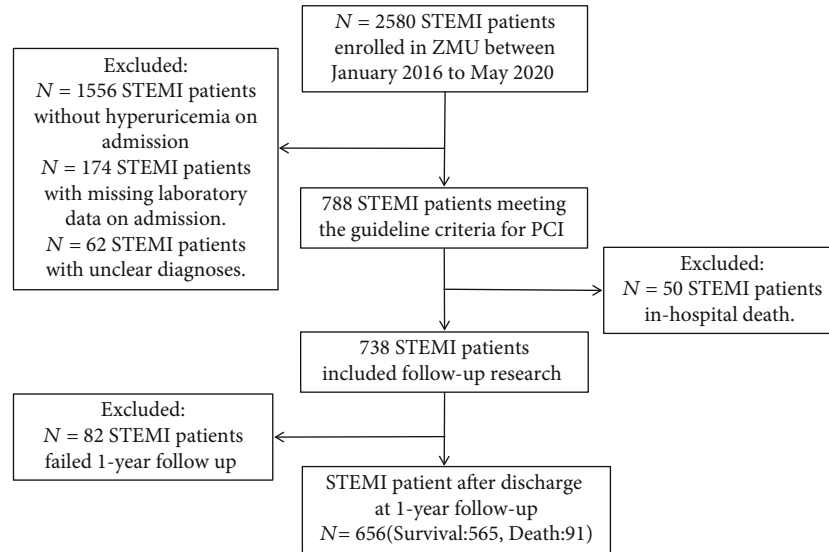 N = 2580 STEMI patients
enrolled in ZMU between
January 2016 to May 2020
Excluded:
N = 1556 STEMI patients
without hyperuricemia on
admission
N = 174 STEMI patients
with missing laboratory
data on admission.
N = 62 STEMI patients
with unclear diagnoses.
788 STEMI patients meeting
the guideline criteria for PCI
Excluded:
N = 50 STEMI patients
in-hospital death.
738 STEMI patients
included follow-up research
Excluded:
N = 82 STEMI patients
failed 1-year follow up
STEMI patient after discharge
at 1-year follow-up
N = 656(Survival:565, Death:91)